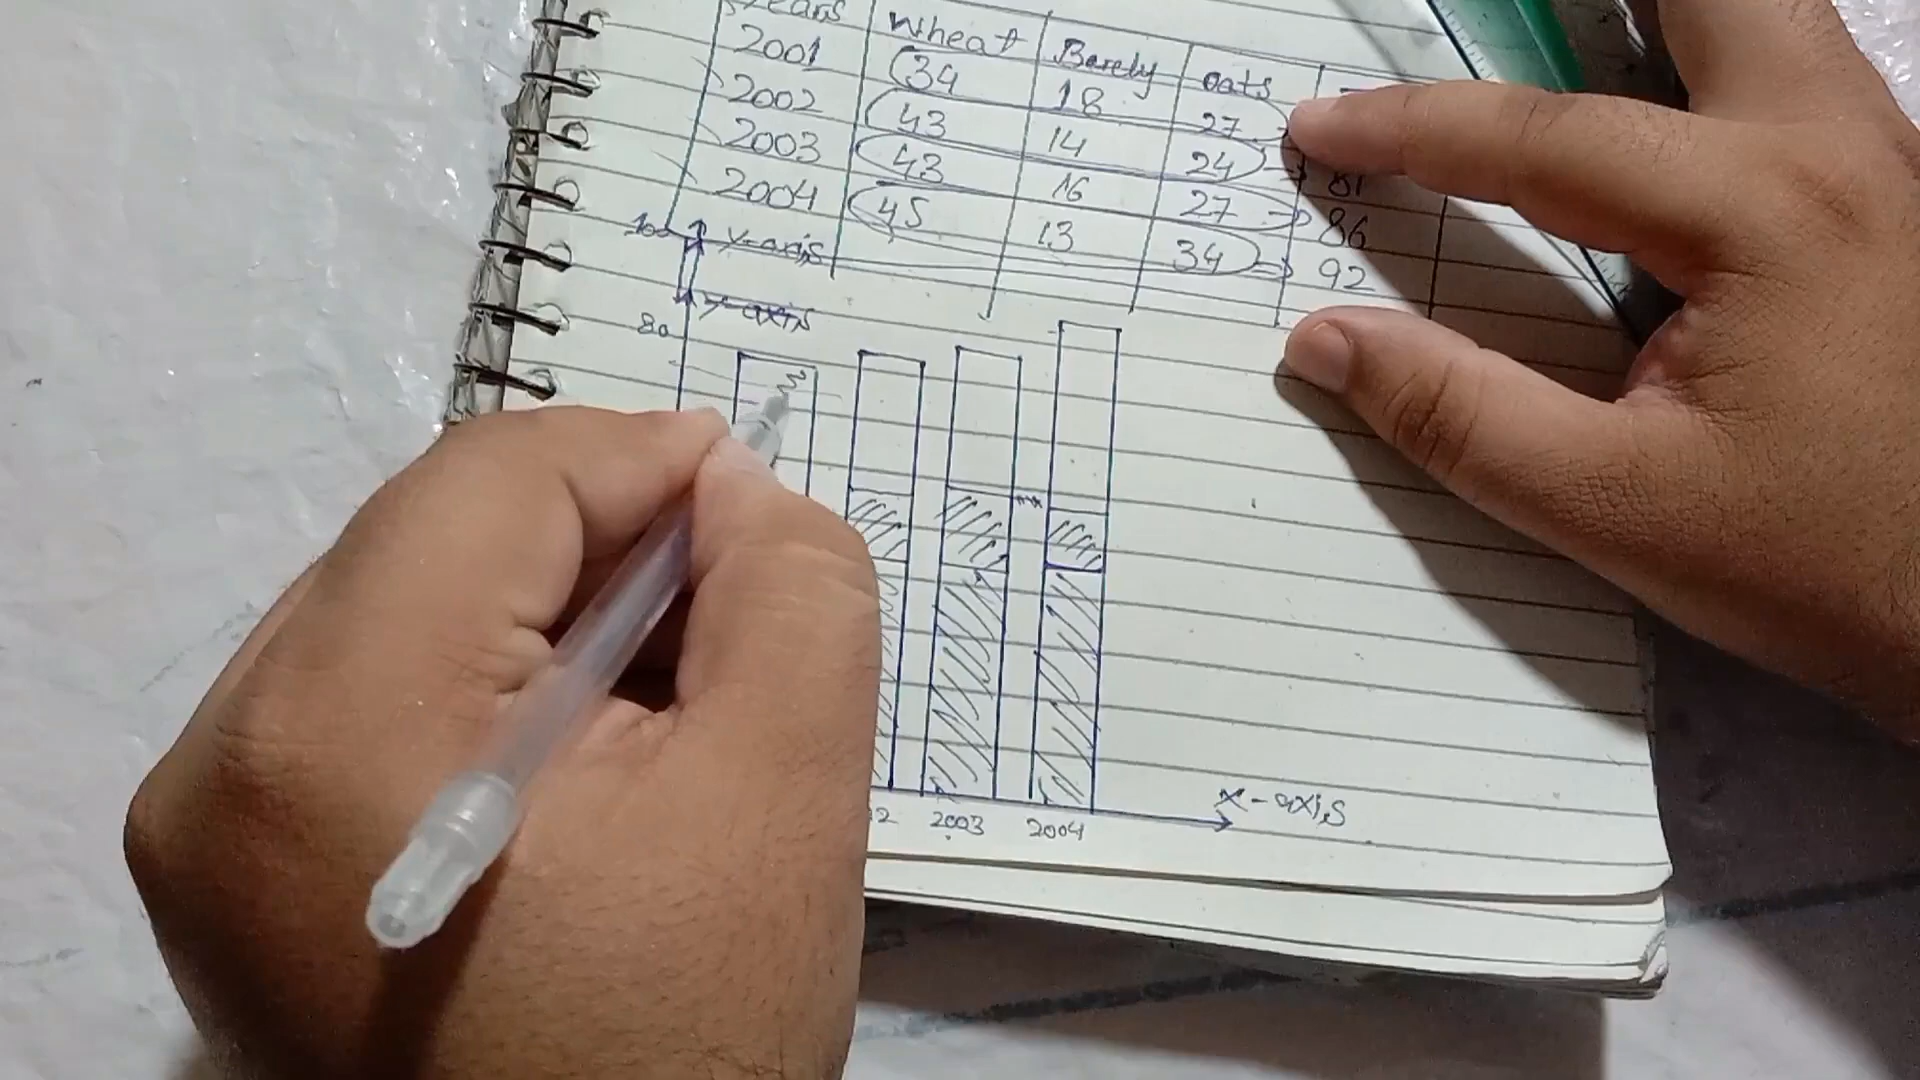 Years Wheat Barely oats
2001 34 18 27
2002 43 14 24 81
2003 43 16 27 86
2004 45 13 34 92
100 Y-axis
80 Y-axis
2003 2004 X-axis